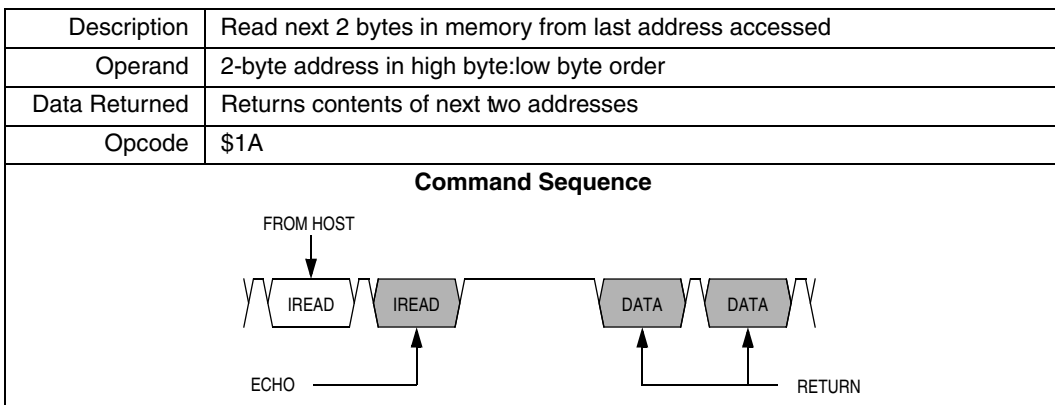 Description Read next 2 bytes in memory from last address accessed
Operand 2-byte address in high byte:low byte order
Data Returned Returns contents of next two addresses
Opcode $1A
Command Sequence
FROM HOST
IREAD IREAD DATA DATA
ECHO RETURN